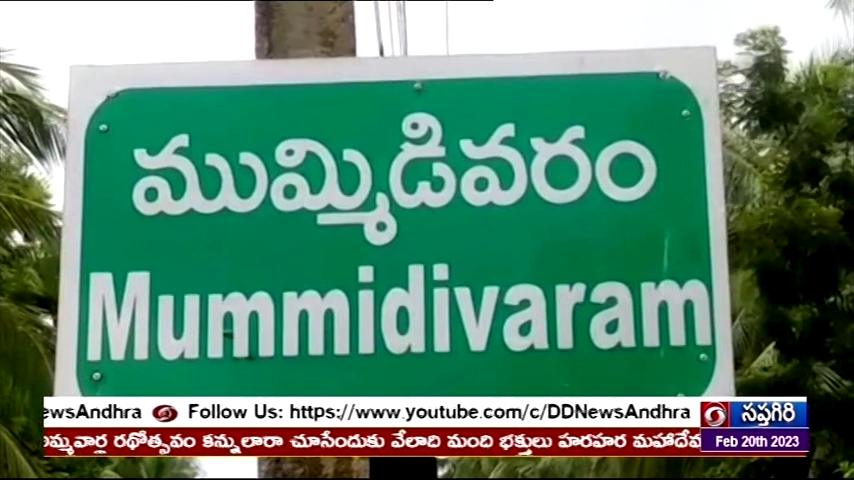 ముమ్మిడివరం
Mummidivaram
ewsAndhra Follow Us: https://www.youtube.com/c/DDNewsAndhra
సప్తగిరి
అమ్మవార్ల రథోత్సవం కన్నులారా చూసేందుకు వేలాది మంది భక్తులు హరహర మహాదేవ
Feb 20th 2023